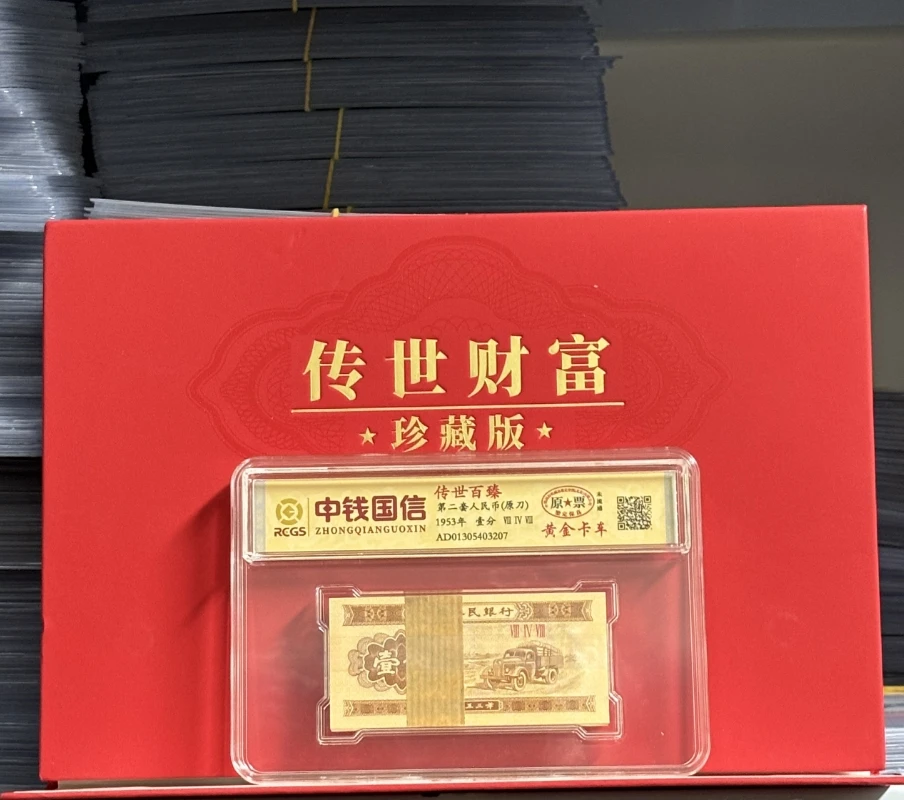 传世财富
★珍藏版★
RCGS
中钱国信
ZHONGQIANGUOXIN
传世百臻
第二套人民币(原刀)
1953年 壹分 Ⅶ Ⅳ Ⅷ
AD01305403207
原★票
黄金卡车
民银行
Ⅷ Ⅳ Ⅷ
壹